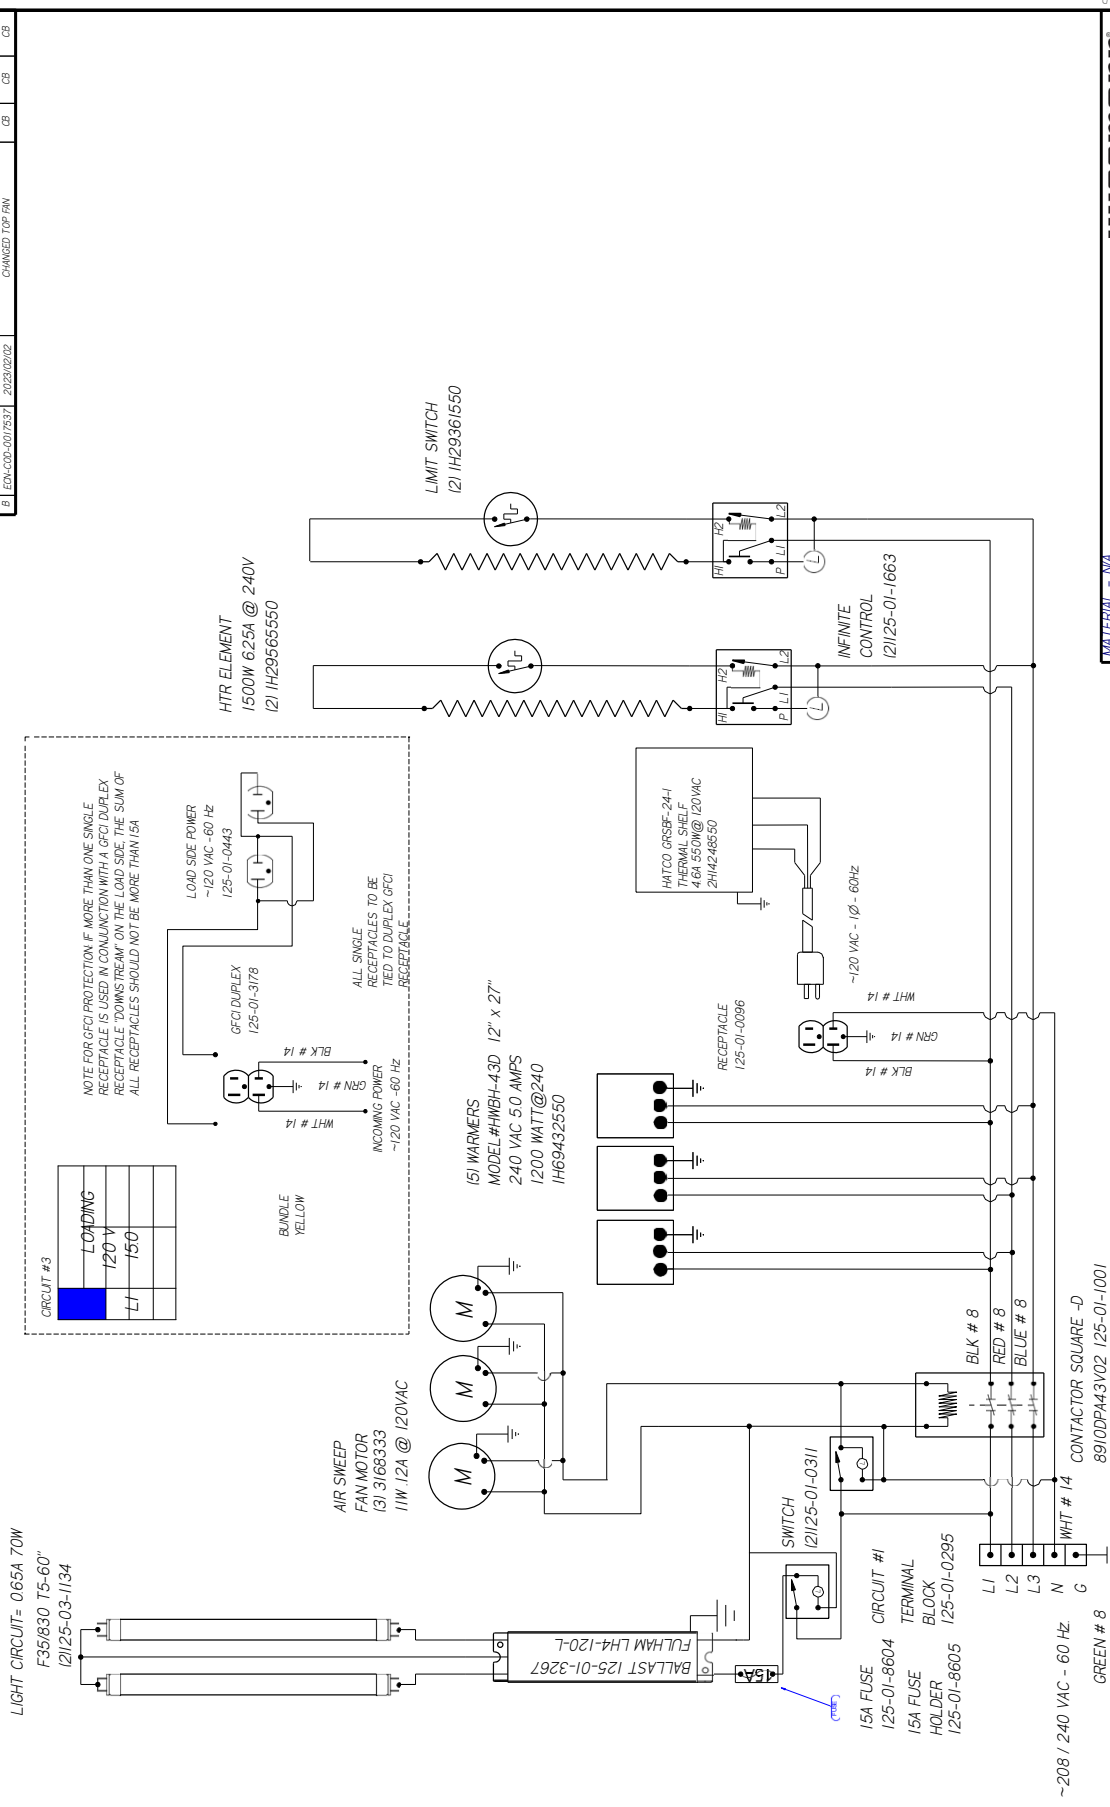 B ECN-COD-0017537 2023/02/02 CHANGED TOP FAN CB CB CB
LIGHT CIRCUIT= 0.65A 70W
F35/830 T5-60"
(2)125-03-1134
BALLAST 125-01-3267
FULHAM LH4-120-L
15A
15A FUSE
125-01-8604
15A FUSE
HOLDER
125-01-8605
SWITCH
(2)125-01-0311
CIRCUIT #1
TERMINAL
BLOCK
125-01-0295
L1
L2
L3
N
G
WHT # 14
GREEN # 8
~208 / 240 VAC - 60 Hz.
CONTACTOR SQUARE -D
8910DPA43V02 125-01-1001
BLK # 8
RED # 8
BLUE # 8
AIR SWEEP
FAN MOTOR
(3) 3168333
11W .12A @ 120VAC
M
M
M
CIRCUIT #3
LOADING
120 V
L1 15.0
BUNDLE
YELLOW
NOTE FOR GFCI PROTECTION: IF MORE THAN ONE SINGLE
RECEPTACLE IS USED IN CONJUNCTION WITH A GFCI DUPLEX
RECEPTACLE "DOWNSTREAM" ON THE LOAD SIDE, THE SUM OF
ALL RECEPTACLES SHOULD NOT BE MORE THAN 15A
GFCI DUPLEX
125-01-3178
WHT # 14
GRN # 14
BLK # 14
INCOMING POWER
~120 VAC -60 Hz
LOAD SIDE POWER
~120 VAC -60 Hz
125-01-0443
ALL SINGLE
RECEPTACLES TO BE
TIED TO DUPLEX GFCI
RECEPTACLE
(5) WARMERS
MODEL#HWBH-43D 12" x 27"
240 VAC 5.0 AMPS
1200 WATT@240
1H69432550
RECEPTACLE
125-01-0096
BLK # 14
GRN # 14
WHT # 14
~120 VAC - 1Ø - 60Hz
HATCO GRSBF-24-I
THERMAL SHELF
4.6A 550W@ 120VAC
2H14248550
HTR ELEMENT
1500W 6.25A @ 240V
(2) 1H29565550
LIMIT SWITCH
(2) 1H29361550
INFINITE
CONTROL
(2)125-01-1663
H1 H2
P L1 L2
L
H1 H2
P L1 L2
L
MATERIAL - N/A